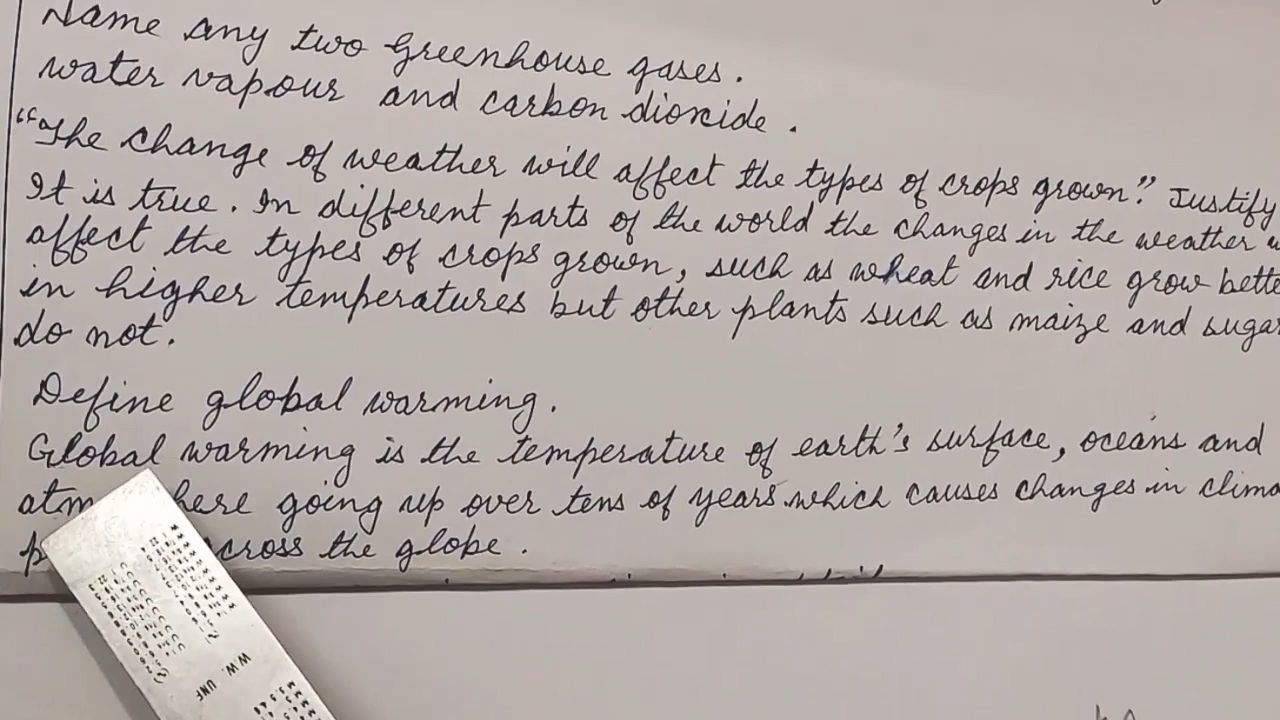 Name any two Greenhouse gases.
water vapour and carbon dioxide.
"The change of weather will affect the types of crops grown." Justify
It is true. In different parts of the world the changes in the weather
affect the types of crops grown, such as wheat and rice grow
in higher temperatures but other plants such as maize and
do not.
Define global warming.
Global warming is the temperature of earth's surface, oceans and
going up over tens of years which causes changes in
across the globe.
W.W. UNF